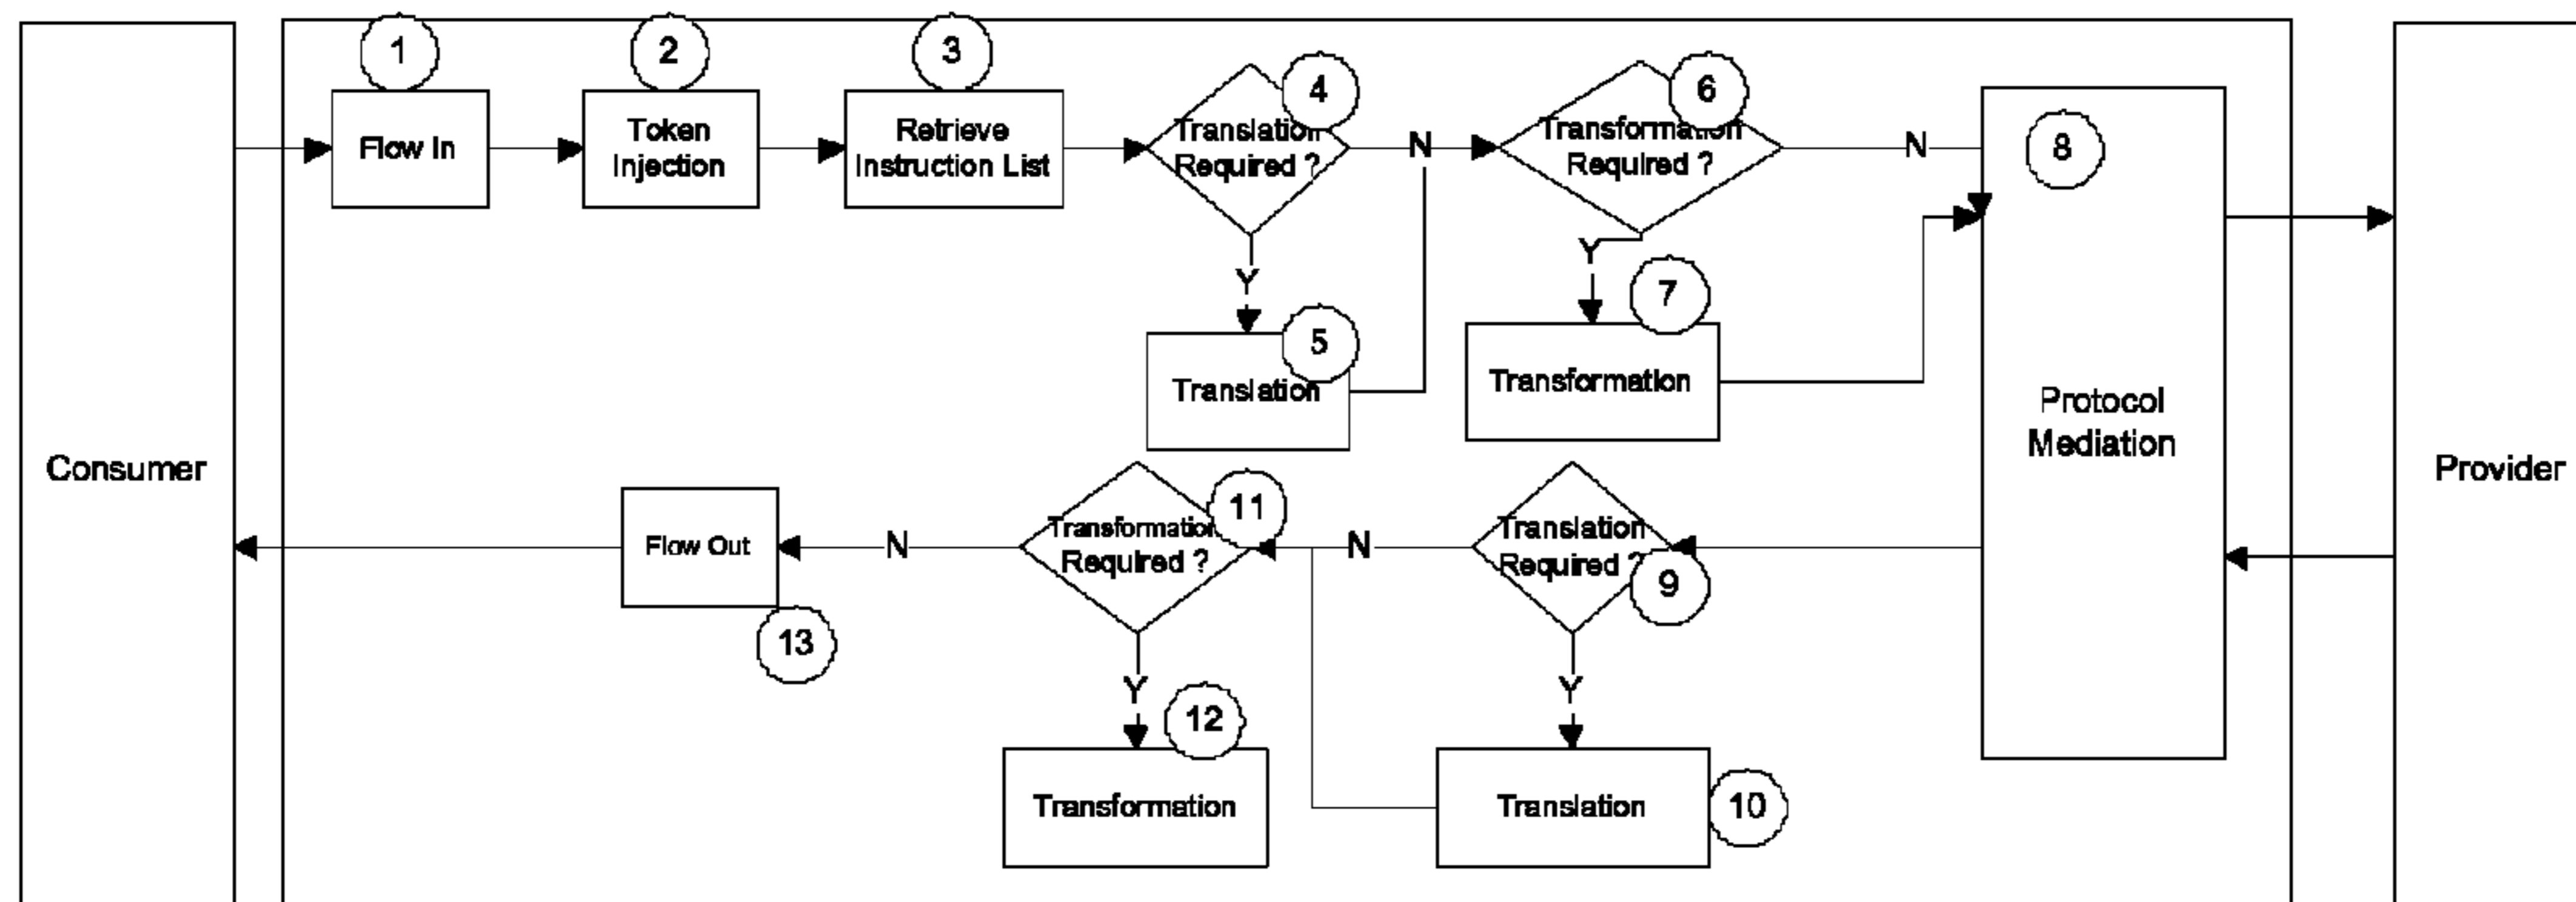 1
2
3
4
6
8
Flow In
Token
Injection
Retrieve
Instruction List
Translation
Required ?
N
Transformation
Required ?
N
Y
Y
5
7
Translation
Transformation
Protocol
Mediation
Consumer
Provider
Flow Out
13
N
Transformation
Required ?
11
N
Translation
Required ?
9
Y
Y
12
Transformation
Translation
10